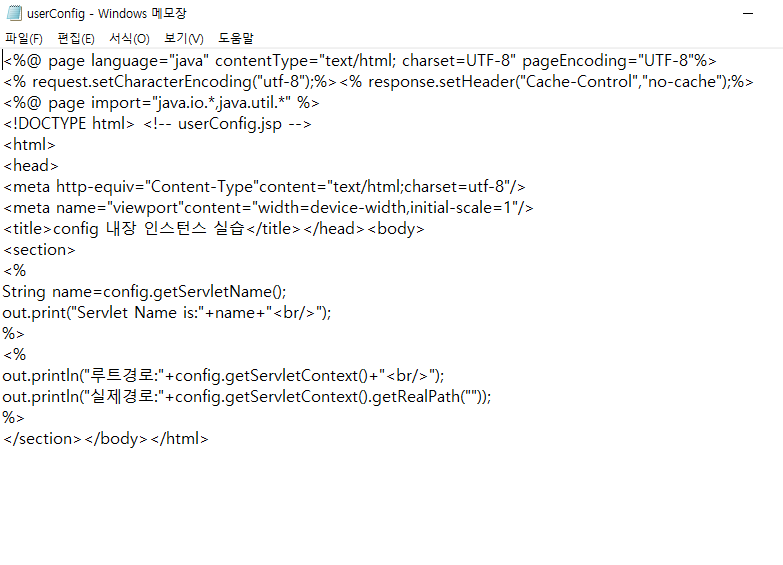 userConfig - Windows 메모장
파일(F) 편집(E) 서식(O) 보기(V) 도움말
<%@ page language="java" contentType="text/html; charset=UTF-8" pageEncoding="UTF-8"%>
<% request.setCharacterEncoding("utf-8");%><% response.setHeader("Cache-Control","no-cache");%>
<%@ page import="java.io.*,java.util.*" %>
<!DOCTYPE html> <!-- userConfig.jsp -->
<html>
<head>
<meta http-equiv="Content-Type"content="text/html;charset=utf-8"/>
<meta name="viewport"content="width=device-width,initial-scale=1"/>
<title>config 내장 인스턴스 실습</title></head><body>
<section>
<%
String name=config.getServletName();
out.print("Servlet Name is:"+name+"<br/>");
%>
<%
out.println("루트경로:"+config.getServletContext()+"<br/>");
out.println("실제경로:"+config.getServletContext().getRealPath(""));
%>
</section></body></html>